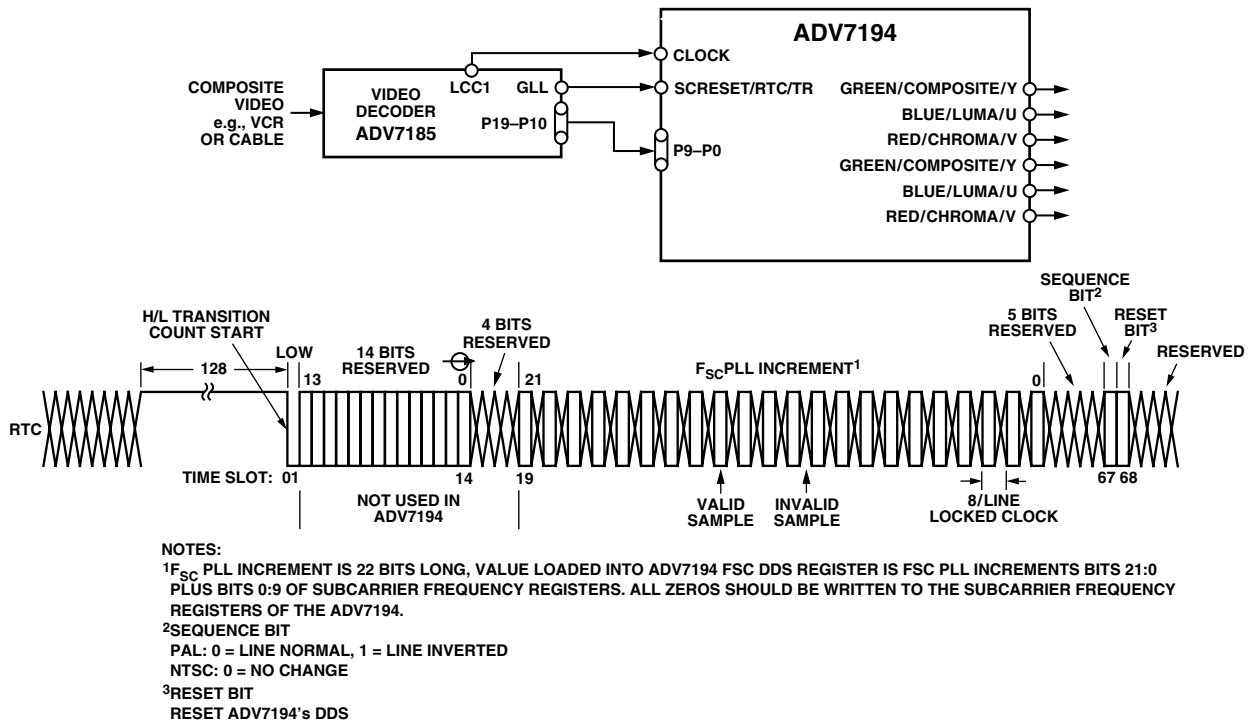 ADV7194
CLOCK
COMPOSITE
VIDEO
e.g., VCR
OR CABLE
VIDEO
DECODER
ADV7185
LCC1
GLL
P19–P10
SCRESET/RTC/TR
P9–P0
GREEN/COMPOSITE/Y
BLUE/LUMA/U
RED/CHROMA/V
GREEN/COMPOSITE/Y
BLUE/LUMA/U
RED/CHROMA/V
H/L TRANSITION
COUNT START
128
LOW
13
14 BITS
RESERVED
0
4 BITS
RESERVED
21
FSC PLL INCREMENT1
0
5 BITS
RESERVED
SEQUENCE
BIT2
RESET
BIT3
RESERVED
RTC
TIME SLOT: 01
14
19
67 68
NOT USED IN
ADV7194
VALID
SAMPLE
INVALID
SAMPLE
8/LINE
LOCKED CLOCK
NOTES:
1FSC PLL INCREMENT IS 22 BITS LONG, VALUE LOADED INTO ADV7194 FSC DDS REGISTER IS FSC PLL INCREMENTS BITS 21:0
PLUS BITS 0:9 OF SUBCARRIER FREQUENCY REGISTERS. ALL ZEROS SHOULD BE WRITTEN TO THE SUBCARRIER FREQUENCY
REGISTERS OF THE ADV7194.
2SEQUENCE BIT
PAL: 0 = LINE NORMAL, 1 = LINE INVERTED
NTSC: 0 = NO CHANGE
3RESET BIT
RESET ADV7194's DDS